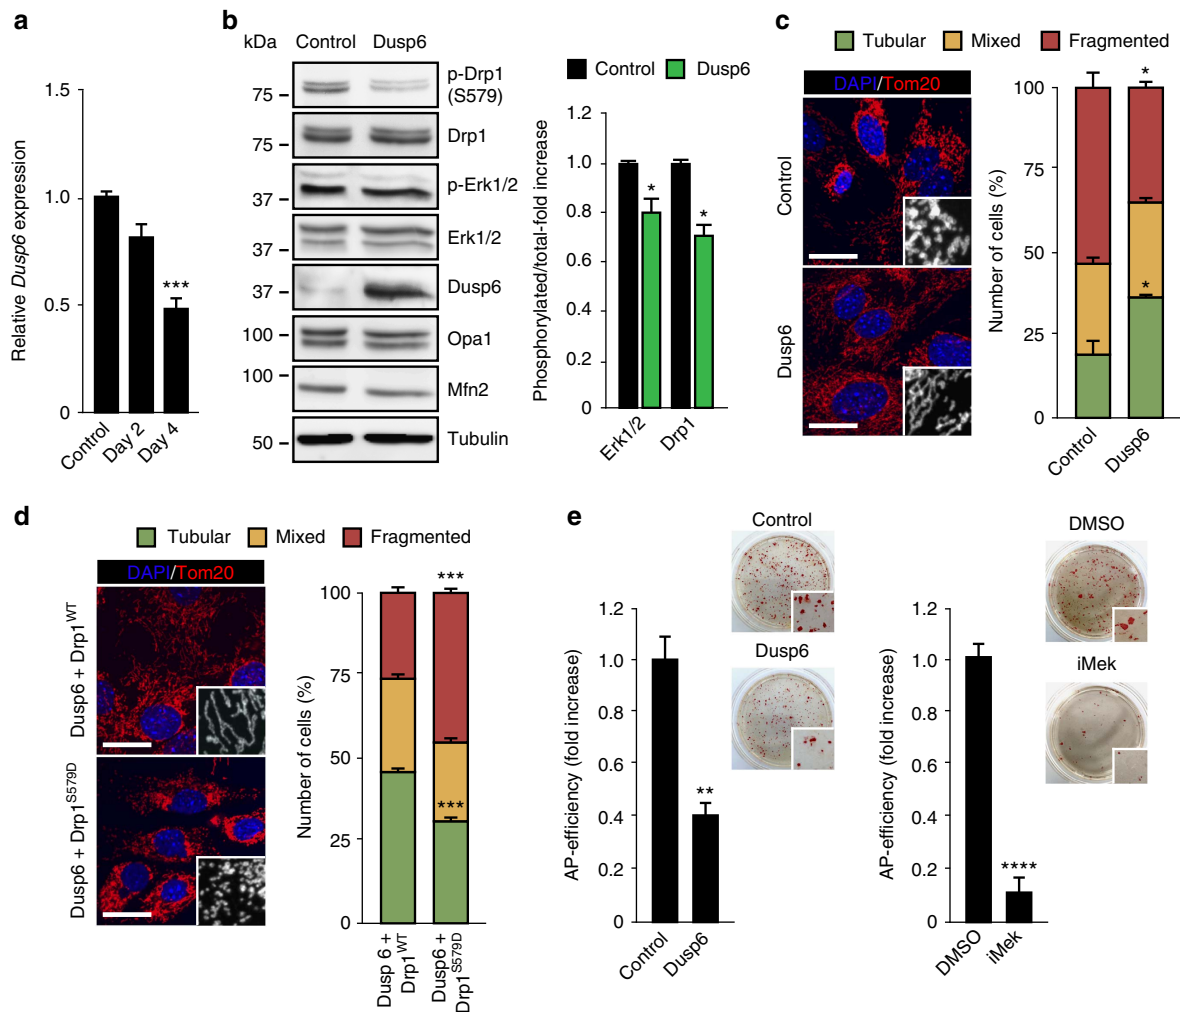 a
Relative Dusp6 expression
1.5
1.0
0.5
0
Control
Day 2
Day 4
***
b
kDa
Control
Dusp6
75
p-Drp1
(S579)
75
Drp1
37
p-Erk1/2
37
Erk1/2
37
Dusp6
100
Opa1
100
Mfn2
50
Tubulin
Control
Dusp6
Phosphorylated/total-fold increase
1.2
1.0
0.8
0.6
0.4
0.2
0
*
*
Erk1/2
Drp1
c
Tubular
Mixed
Fragmented
DAPI/Tom20
Control
Dusp6
Number of cells (%)
100
75
50
25
0
*
*
Control
Dusp6
d
Tubular
Mixed
Fragmented
DAPI/Tom20
Dusp6 + Drp1WT
Dusp6 + Drp1S579D
Number of cells (%)
100
75
50
25
0
***
***
Dusp 6 +
Drp1WT
Dusp6 +
Drp1S579D
e
Control
Dusp6
AP-efficiency (fold increase)
1.2
1.0
0.8
0.6
0.4
0.2
0
**
Control
Dusp6
DMSO
iMek
AP-efficiency (fold increase)
1.2
1.0
0.8
0.6
0.4
0.2
0
****
DMSO
iMek